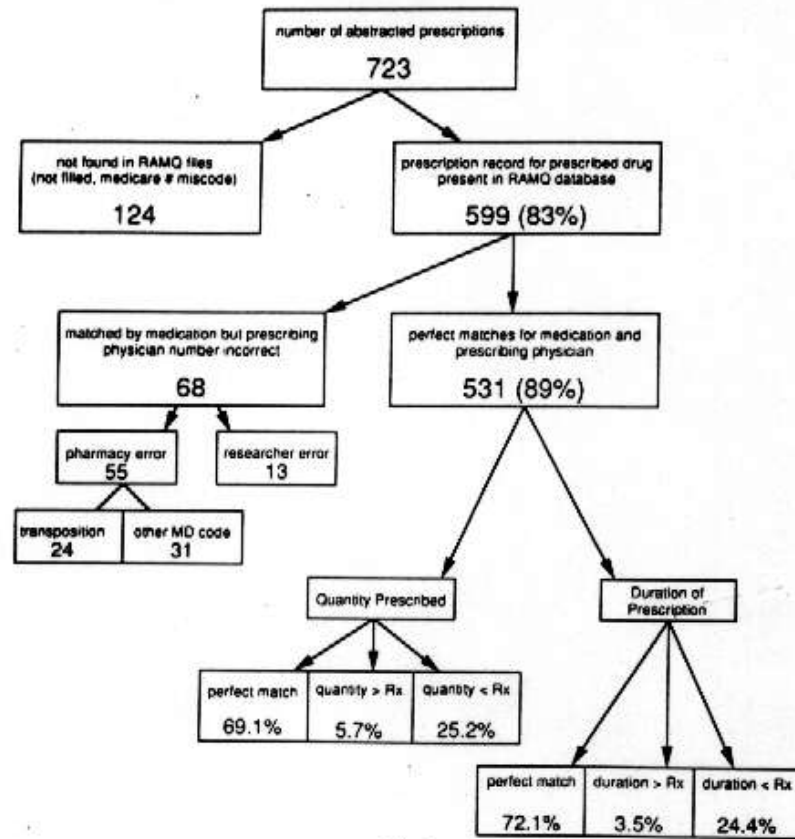 number of abstracted prescriptions
723
not found in RAMQ files
(not filled, medicare # miscode)
124
prescription record for prescribed drug
present in RAMQ database
599 (83%)
matched by medication but prescribing
physician number incorrect
68
perfect matches for medication and
prescribing physician
531 (89%)
pharmacy error
55
researcher error
13
transposition
24
other MD code
31
Quantity Prescribed
Duration of
Prescription
perfect match
69.1%
quantity > Rx
5.7%
quantity < Rx
25.2%
perfect match
72.1%
duration > Rx
3.5%
duration < Rx
24.4%